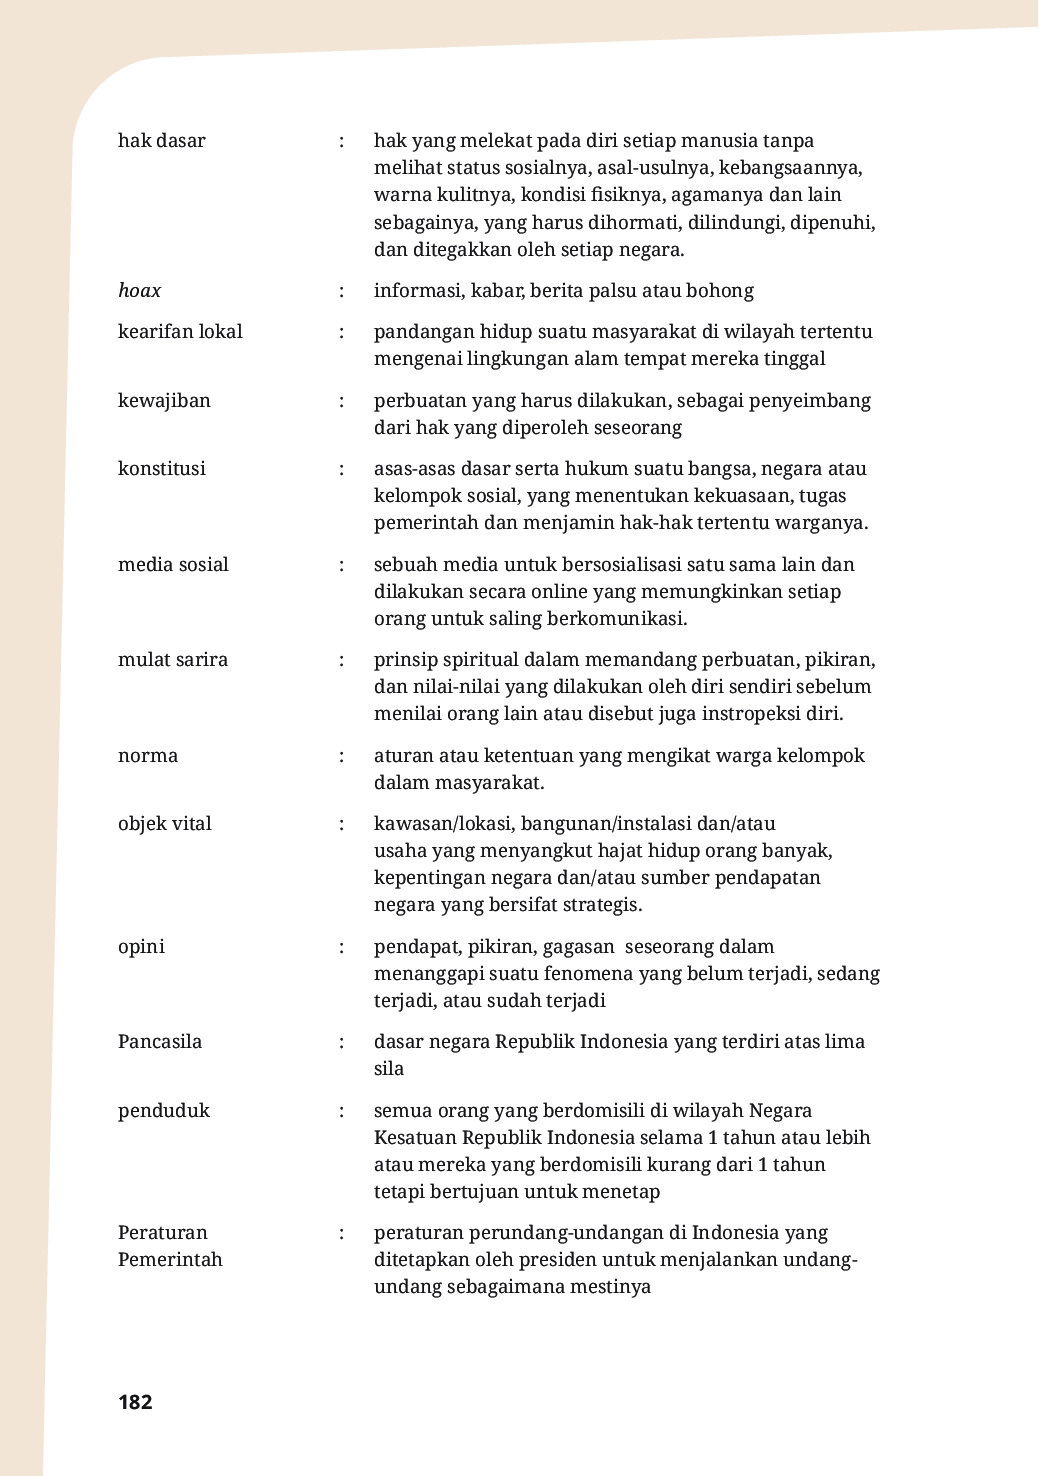 hak dasar : hak yang melekat pada diri setiap manusia tanpa
melihat status sosialnya, asal-usulnya, kebangsaannya,
warna kulitnya, kondisi fisiknya, agamanya dan lain
sebagainya, yang harus dihormati, dilindungi, dipenuhi,
dan ditegakkan oleh setiap negara.
hoax : informasi, kabar, berita palsu atau bohong
kearifan lokal : pandangan hidup suatu masyarakat di wilayah tertentu
mengenai lingkungan alam tempat mereka tinggal
kewajiban : perbuatan yang harus dilakukan, sebagai penyeimbang
dari hak yang diperoleh seseorang
konstitusi : asas-asas dasar serta hukum suatu bangsa, negara atau
kelompok sosial, yang menentukan kekuasaan, tugas
pemerintah dan menjamin hak-hak tertentu warganya.
media sosial : sebuah media untuk bersosialisasi satu sama lain dan
dilakukan secara online yang memungkinkan setiap
orang untuk saling berkomunikasi.
mulat sarira : prinsip spiritual dalam memandang perbuatan, pikiran,
dan nilai-nilai yang dilakukan oleh diri sendiri sebelum
menilai orang lain atau disebut juga instropeksi diri.
norma : aturan atau ketentuan yang mengikat warga kelompok
dalam masyarakat.
objek vital : kawasan/lokasi, bangunan/instalasi dan/atau
usaha yang menyangkut hajat hidup orang banyak,
kepentingan negara dan/atau sumber pendapatan
negara yang bersifat strategis.
opini : pendapat, pikiran, gagasan seseorang dalam
menanggapi suatu fenomena yang belum terjadi, sedang
terjadi, atau sudah terjadi
Pancasila : dasar negara Republik Indonesia yang terdiri atas lima
sila
penduduk : semua orang yang berdomisili di wilayah Negara
Kesatuan Republik Indonesia selama 1 tahun atau lebih
atau mereka yang berdomisili kurang dari 1 tahun
tetapi bertujuan untuk menetap
Peraturan : peraturan perundang-undangan di Indonesia yang
Pemerintah ditetapkan oleh presiden untuk menjalankan undang-
undang sebagaimana mestinya
182